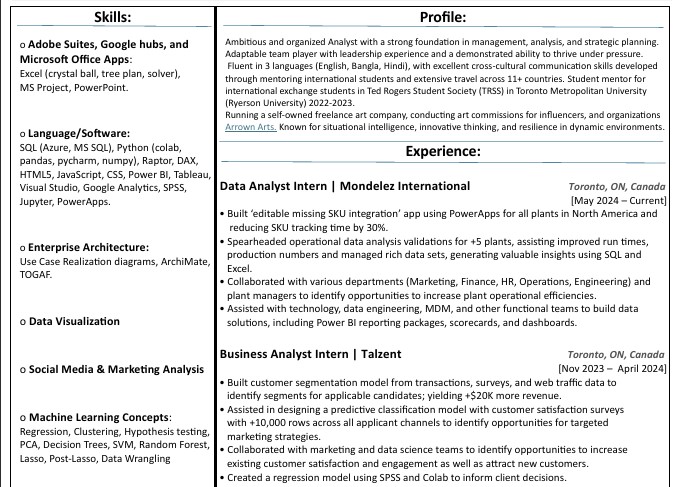 Skills:
o Adobe Suites, Google hubs, and
Microsoft Office Apps:
Excel (crystal ball, tree plan, solver),
MS Project, PowerPoint.
o Language/Software:
SQL (Azure, MS SQL), Python (colab,
pandas, pycharm, numpy), Raptor, DAX,
HTML5, JavaScript, CSS, Power BI, Tableau,
Visual Studio, Google Analytics, SPSS,
Jupyter, PowerApps.
o Enterprise Architecture:
Use Case Realization diagrams, ArchiMate,
TOGAF.
o Data Visualization
o Social Media & Marketing Analysis
o Machine Learning Concepts:
Regression, Clustering, Hypothesis testing,
PCA, Decision Trees, SVM, Random Forest,
Lasso, Post-Lasso, Data Wrangling
Profile:
Ambitious and organized Analyst with a strong foundation in management, analysis, and strategic planning.
Adaptable team player with leadership experience and a demonstrated ability to thrive under pressure.
Fluent in 3 languages (English, Bangla, Hindi), with excellent cross-cultural communication skills developed
through mentoring international students and extensive travel across 11+ countries. Student mentor for
international exchange students in Ted Rogers Student Society (TRSS) in Toronto Metropolitan University
(Ryerson University) 2022-2023.
Running a self-owned freelance art company, conducting art commissions for influencers, and organizations
Arrown Arts. Known for situational intelligence, innovative thinking, and resilience in dynamic environments.
Experience:
Data Analyst Intern | Mondelez International Toronto, ON, Canada
[May 2024 – Current]
• Built ‘editable missing SKU integration’ app using PowerApps for all plants in North America and
reducing SKU tracking time by 30%.
• Spearheaded operational data analysis validations for +5 plants, assisting improved run times,
production numbers and managed rich data sets, generating valuable insights using SQL and
Excel.
• Collaborated with various departments (Marketing, Finance, HR, Operations, Engineering) and
plant managers to identify opportunities to increase plant operational efficiencies.
• Assisted with technology, data engineering, MDM, and other functional teams to build data
solutions, including Power BI reporting packages, scorecards, and dashboards.
Business Analyst Intern | Talzent Toronto, ON, Canada
[Nov 2023 – April 2024]
• Built customer segmentation model from transactions, surveys, and web traffic data to
identify segments for applicable candidates; yielding +$20K more revenue.
• Assisted in designing a predictive classification model with customer satisfaction surveys
with +10,000 rows across all applicant channels to identify opportunities for targeted
marketing strategies.
• Collaborated with marketing and data science teams to identify opportunities to increase
existing customer satisfaction and engagement as well as attract new customers.
• Created a regression model using SPSS and Colab to inform client decisions.